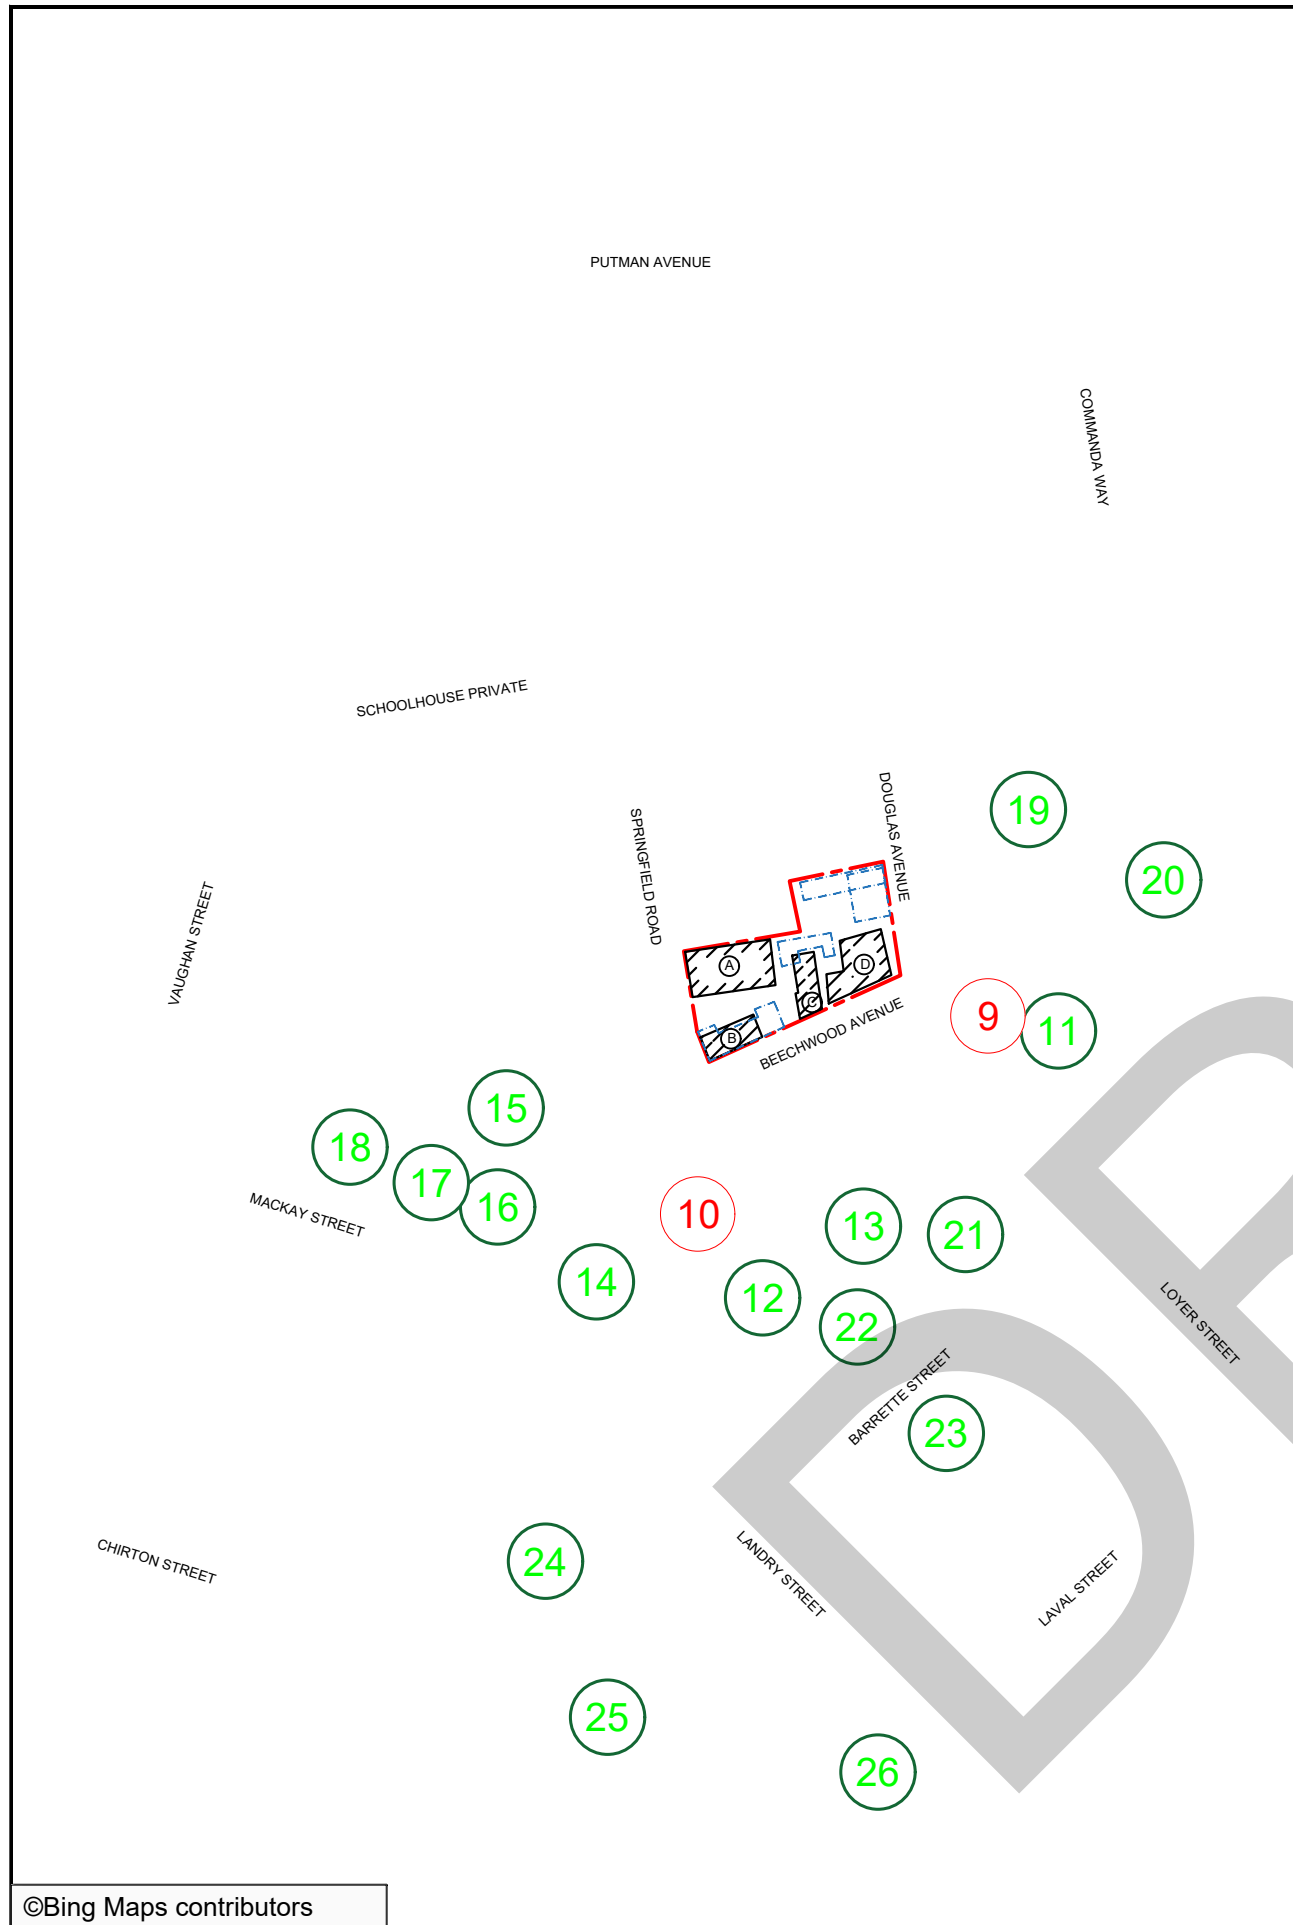 PUTMAN AVENUE
COMMANDA WAY
SCHOOLHOUSE PRIVATE
SPRINGFIELD ROAD
DOUGLAS AVENUE
19
20
VAUGHAN STREET
A
D
C
B
BEECHWOOD AVENUE
9
11
15
18
17
16
MACKAY STREET
10
13
21
14
12
22
LOYER STREET
BARRETTE STREET
23
24
CHIRTON STREET
LANDRY STREET
LAVAL STREET
25
26
D
R
©Bing Maps contributors